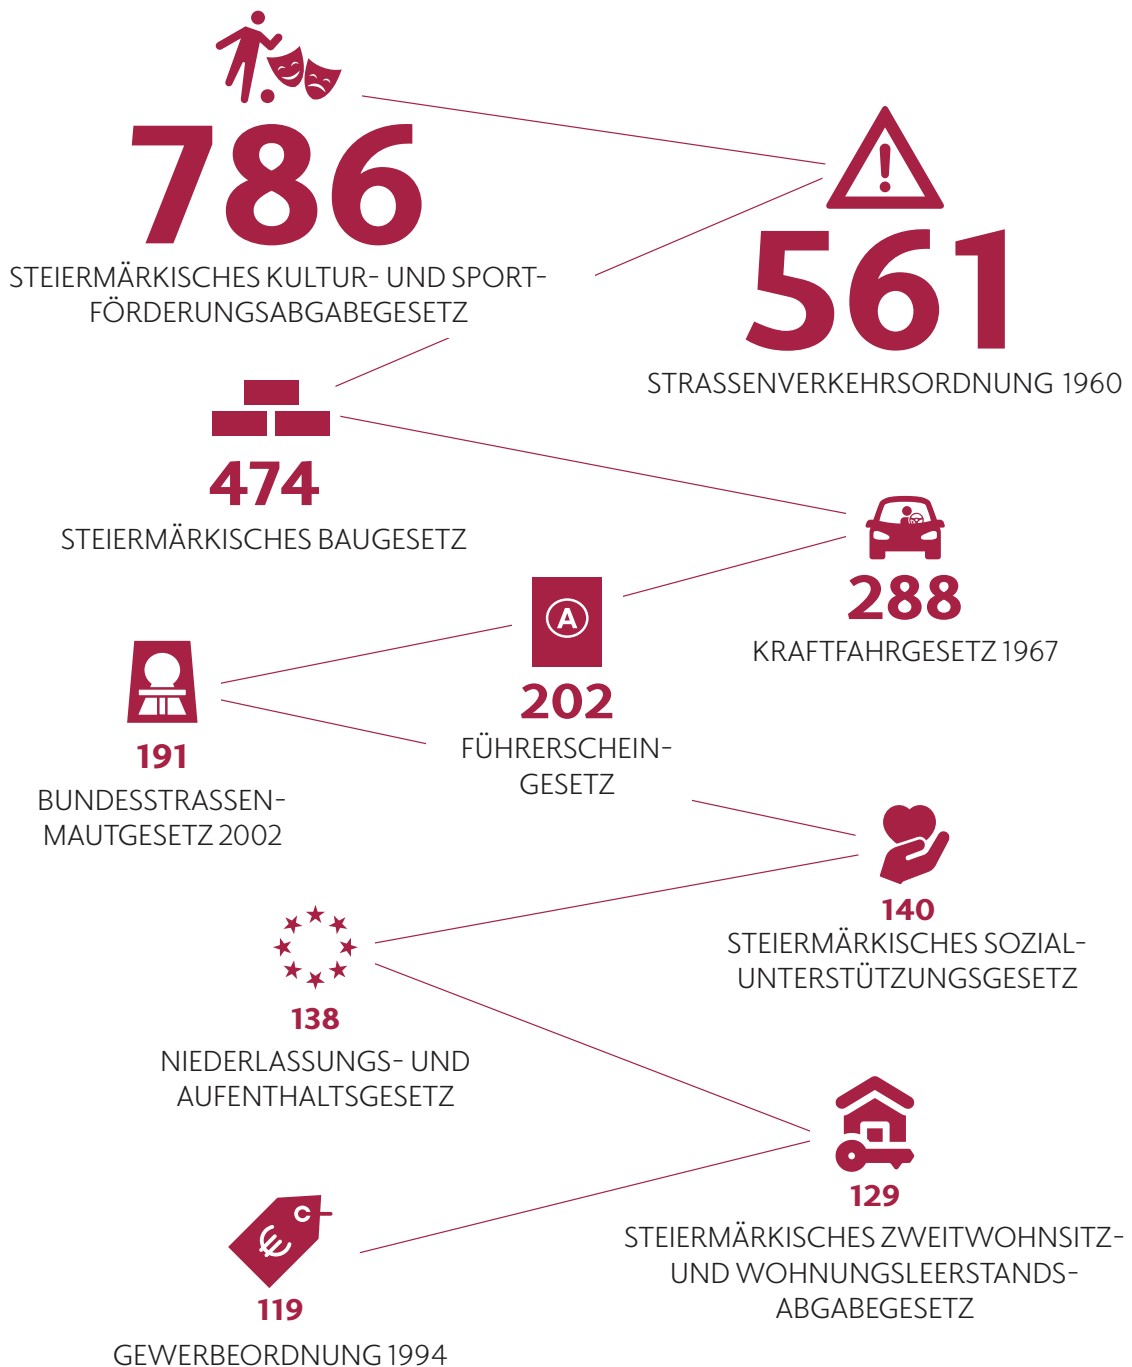 786
STEIERMÄRKISCHES KULTUR- UND SPORT-
FÖRDERUNGSABGABEGESETZ
561
STRASSENVERKEHRSORDNUNG 1960
474
STEIERMÄRKISCHES BAUGESETZ
288
KRAFTFAHRGESETZ 1967
A
202
FÜHRERSCHEIN-
GESETZ
191
BUNDESSTRASSEN-
MAUTGESETZ 2002
140
STEIERMÄRKISCHES SOZIAL-
UNTERSTÜTZUNGSGESETZ
138
NIEDERLASSUNGS- UND
AUFENTHALTSGESETZ
129
STEIERMÄRKISCHES ZWEITWOHNSITZ-
UND WOHNUNGSLEERSTANDS-
ABGABEGESETZ
€
119
GEWERBEORDNUNG 1994